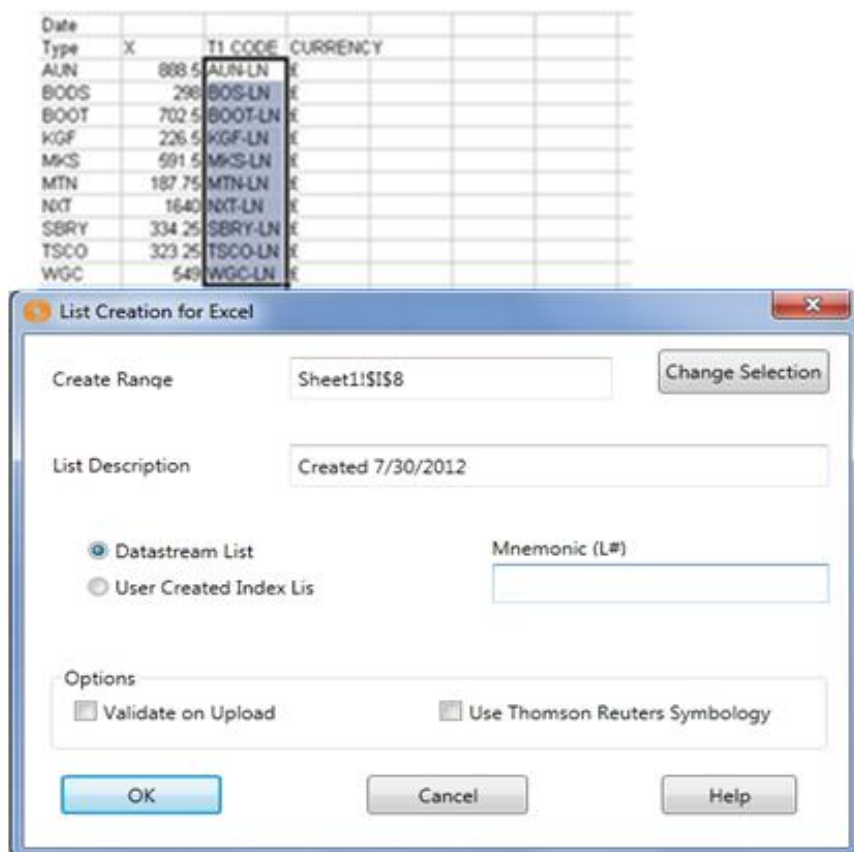 Date
Type X T1 CODE CURRENCY
AUN 888.5 AUN-LN £
BODS 298 BOS-LN £
BOOT 702.5 BOOT-LN £
KGF 226.5 KGF-LN £
MKS 591.5 MKS-LN £
MTN 187.75 MTN-LN £
NXT 1640 NXT-LN £
SBRY 334.25 SBRY-LN £
TSCO 323.25 TSCO-LN £
WGC 549 WGC-LN £
List Creation for Excel
Create Range Sheet1!$I$8 Change Selection
List Description Created 7/30/2012
Datastream List Mnemonic (L#)
User Created Index Lis
Options
Validate on Upload Use Thomson Reuters Symbology
OK Cancel Help